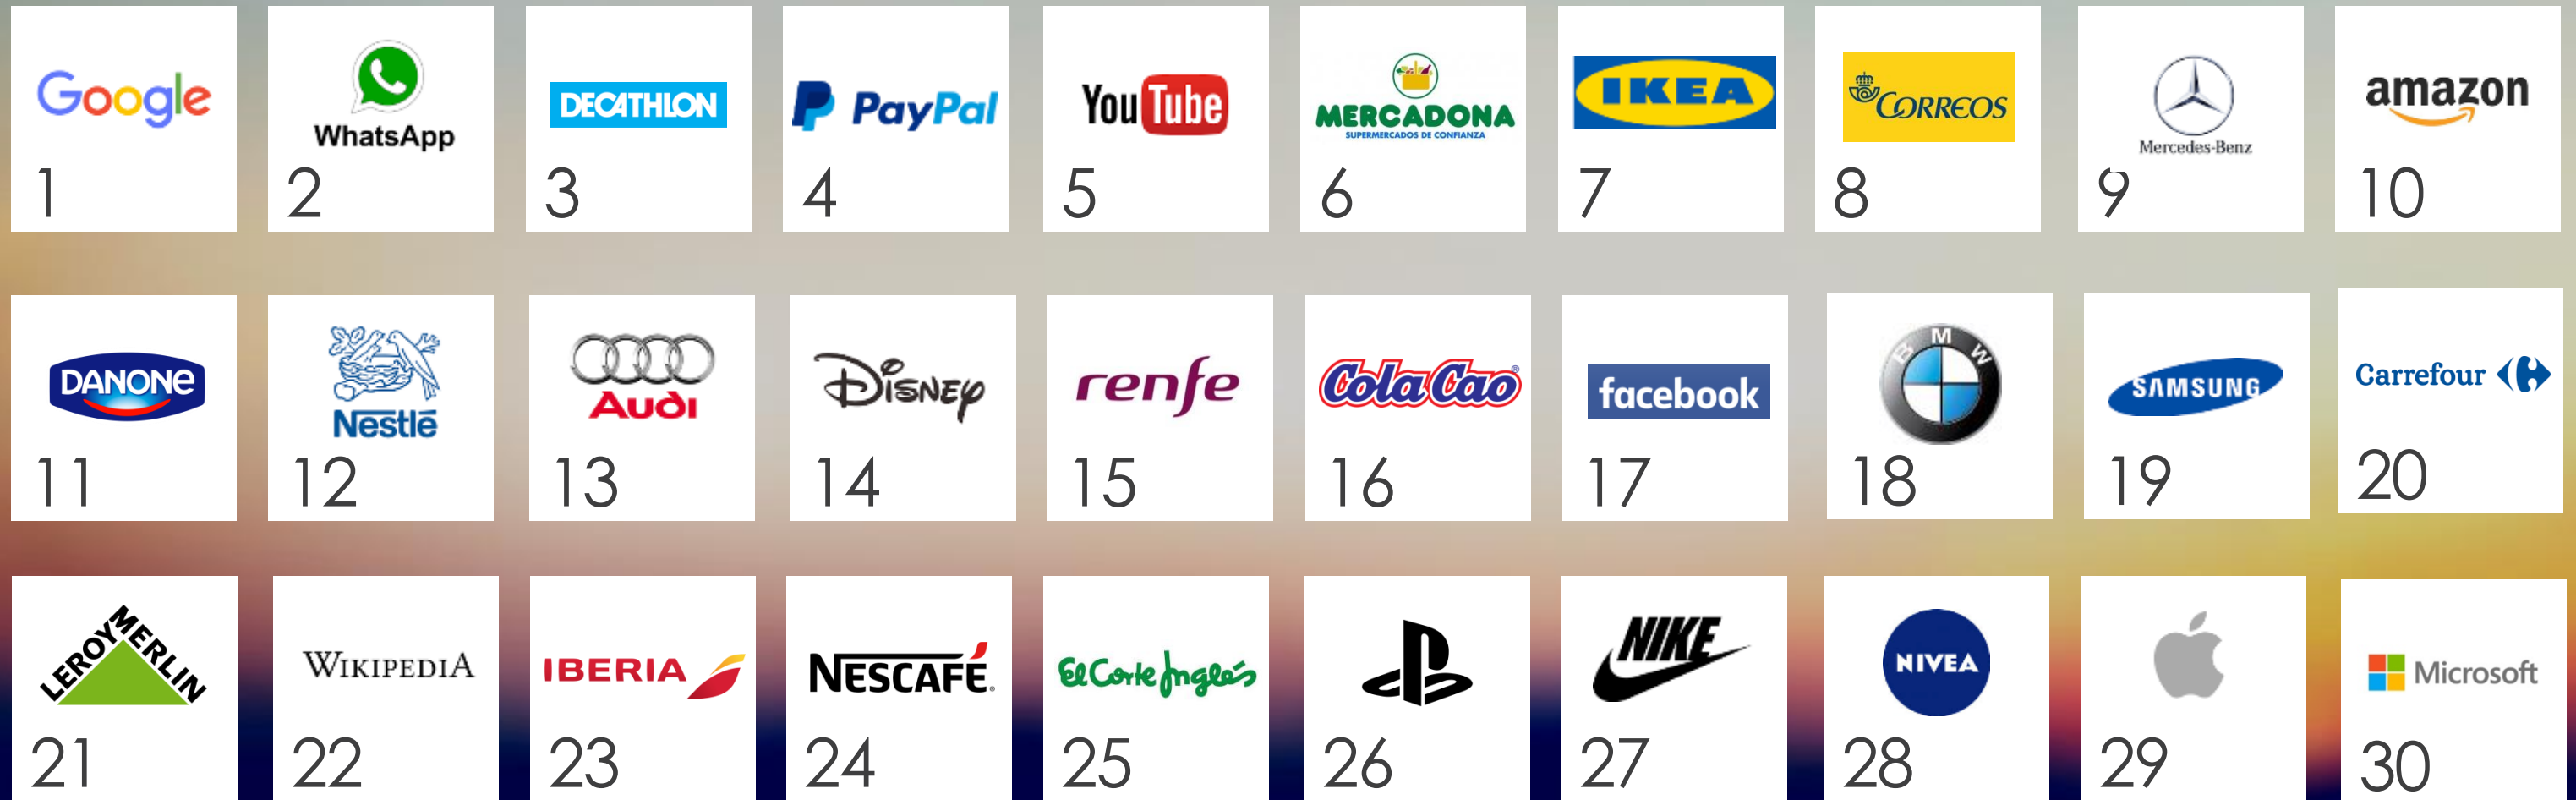 Google
1
WhatsApp
2
DECATHLON
3
PayPal
4
YouTube
5
MERCADONA
SUPERMERCADOS DE CONFIANZA
6
IKEA
7
CORREOS
8
Mercedes-Benz
9
amazon
10
DANONE
11
Nestlé
12
Audi
13
Disney
14
renfe
15
Cola Cao®
16
facebook
17
BMW
18
SAMSUNG
19
Carrefour
20
LEROY MERLIN
21
WIKIPEDIA
22
IBERIA
23
NESCAFÉ®
24
El Corte Inglés
25
26
NIKE
27
NIVEA
28
29
Microsoft
30